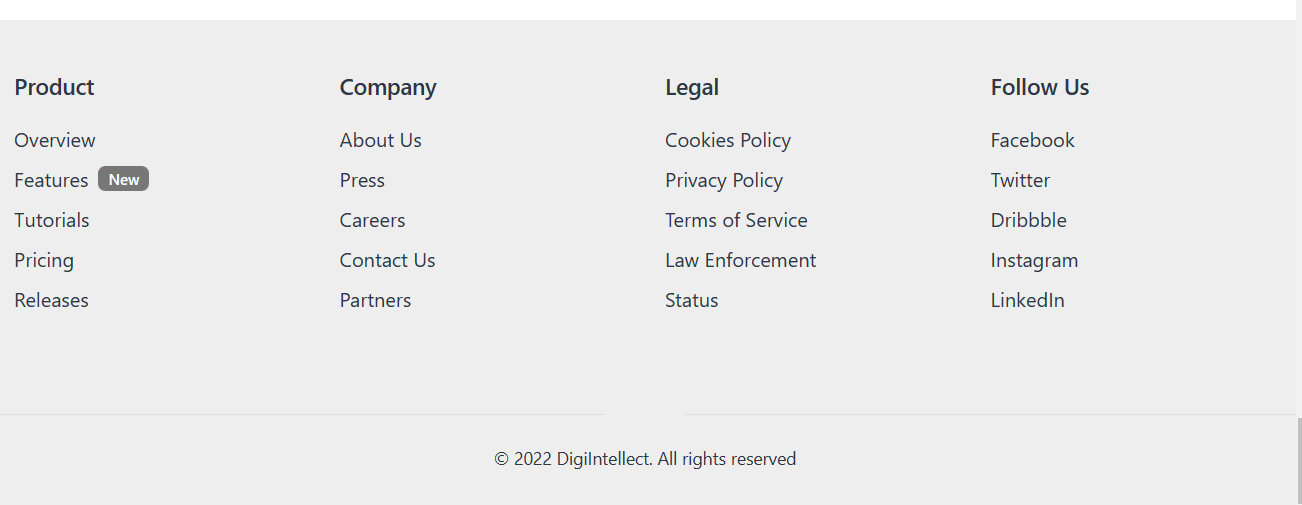 Product
Overview
Features New
Tutorials
Pricing
Releases
Company
About Us
Press
Careers
Contact Us
Partners
Legal
Cookies Policy
Privacy Policy
Terms of Service
Law Enforcement
Status
Follow Us
Facebook
Twitter
Dribbble
Instagram
LinkedIn
© 2022 DigiIntellect. All rights reserved